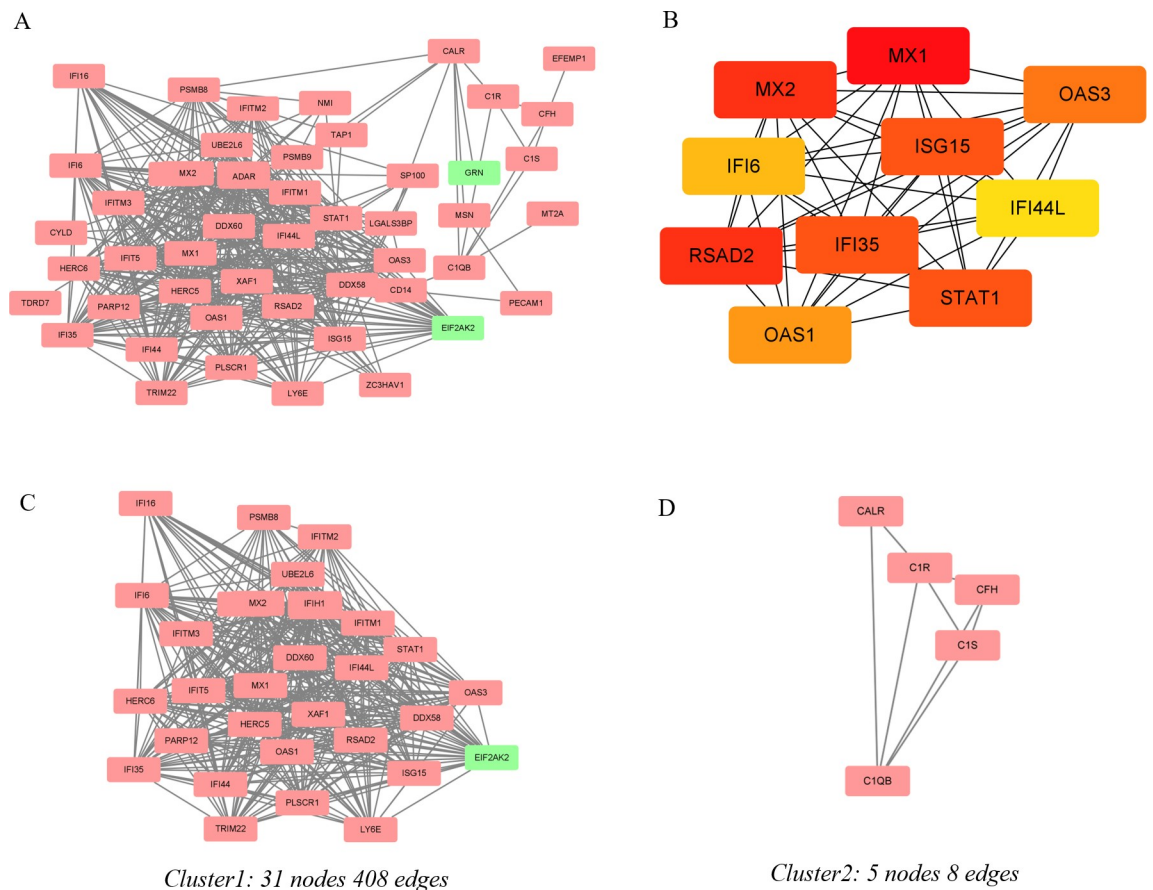 A
CALR
EFEMP1
IFI16
PSMB8
IFITM2
NMI
C1R
CFH
TAP1
UBE2L6
PSMB9
C1S
IFI6
MX2
ADAR
SP100
GRN
IFITM1
IFITM3
STAT1
LGALS3BP
MSN
MT2A
CYLD
DDX60
IFI44L
MX1
IFIT5
OAS3
C1QB
HERC6
XAF1
DDX58
CD14
HERC5
TDRD7
PARP12
RSAD2
PECAM1
OAS1
EIF2AK2
IFI35
ISG15
IFI44
PLSCR1
TRIM22
LY6E
ZC3HAV1
B
MX1
MX2
OAS3
ISG15
IFI6
IFI44L
IFI35
RSAD2
STAT1
OAS1
C
IFI16
PSMB8
IFITM2
UBE2L6
IFI6
MX2
IFIH1
IFITM1
IFITM3
STAT1
DDX60
IFI44L
MX1
IFIT5
OAS3
HERC6
XAF1
DDX58
HERC5
PARP12
RSAD2
OAS1
EIF2AK2
IFI35
ISG15
IFI44
PLSCR1
TRIM22
LY6E
Cluster1: 31 nodes 408 edges
D
CALR
C1R
CFH
C1S
C1QB
Cluster2: 5 nodes 8 edges